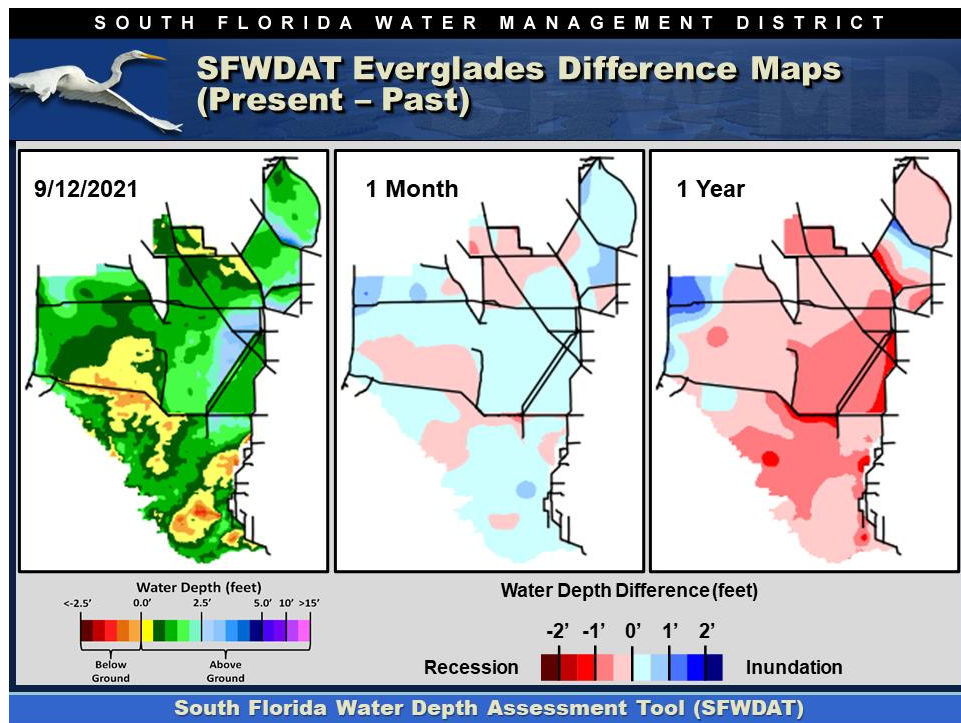 SOUTH FLORIDA WATER MANAGEMENT DISTRICT
SFWDAT Everglades Difference Maps
(Present – Past)
9/12/2021
1 Month
1 Year
Water Depth (feet)
<-2.5' 0.0' 2.5' 5.0' 10' >15'
Below
Ground
Above
Ground
Water Depth Difference (feet)
-2' -1' 0' 1' 2'
Recession
Inundation
South Florida Water Depth Assessment Tool (SFWDAT)